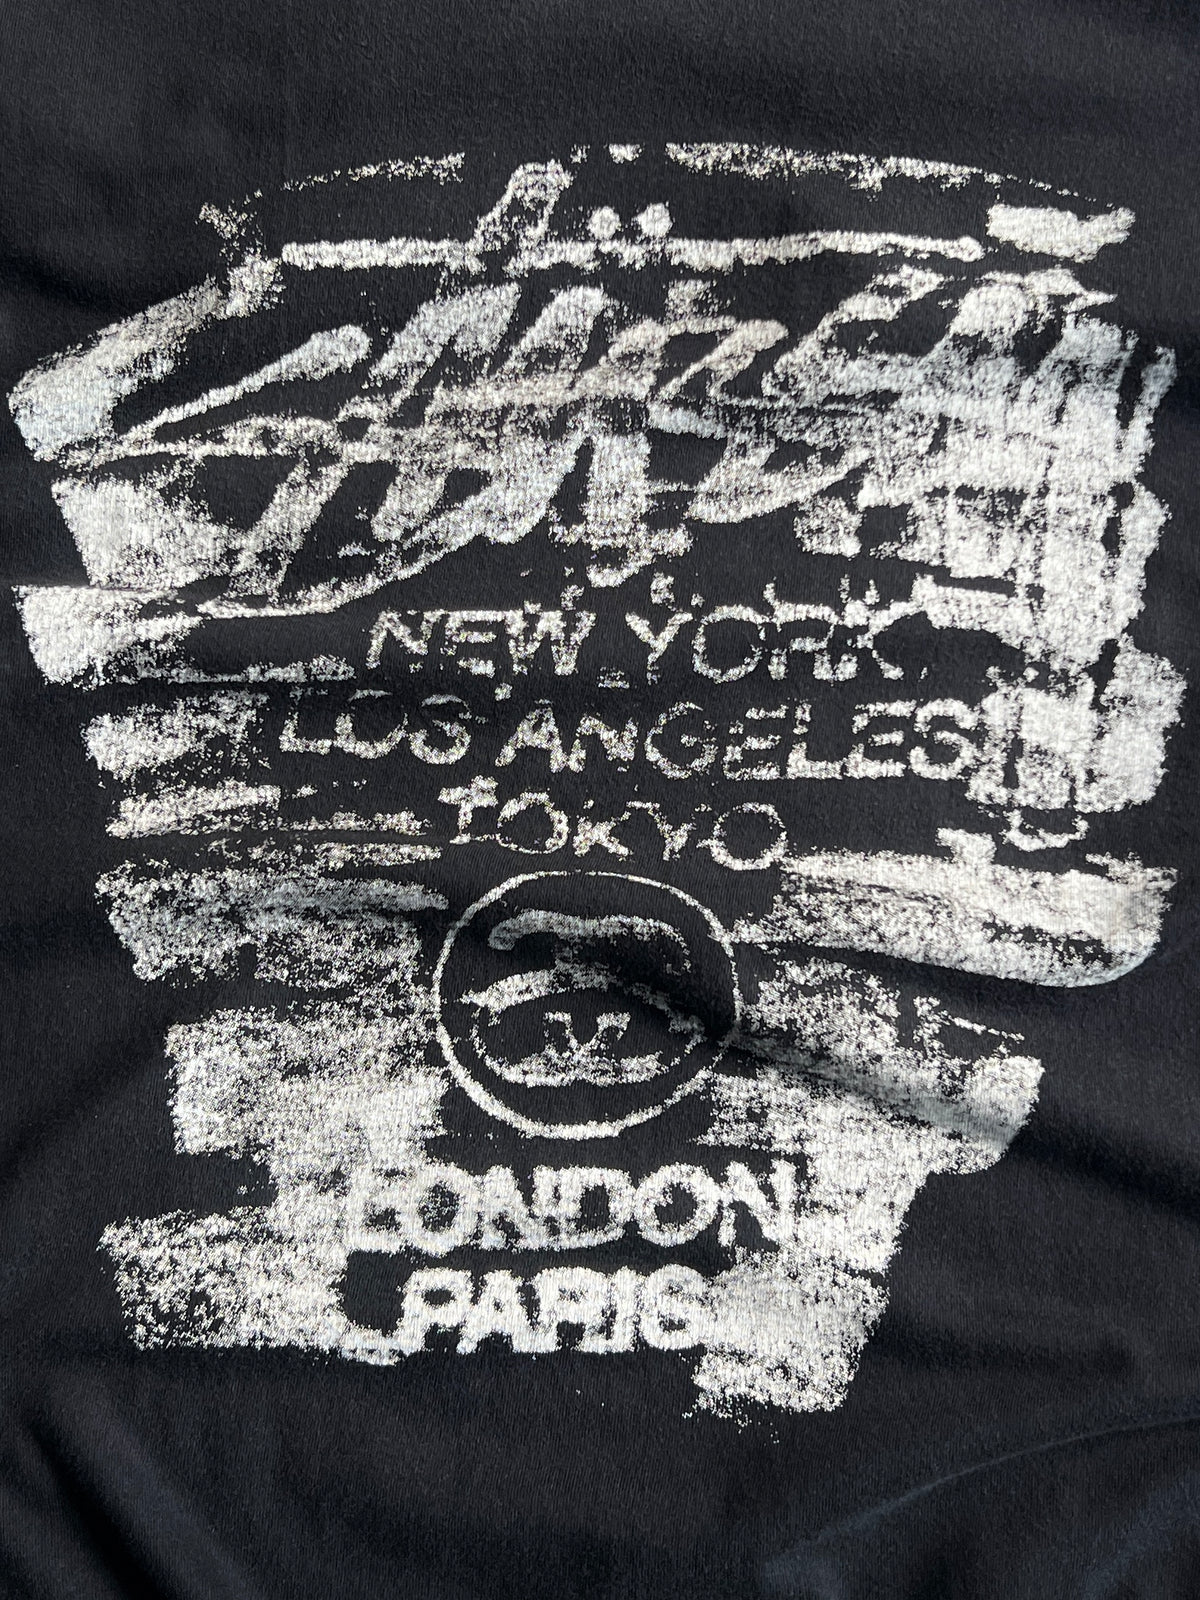 NEW YORK
LOS ANGELES
TOKYO
LONDON
PARIS